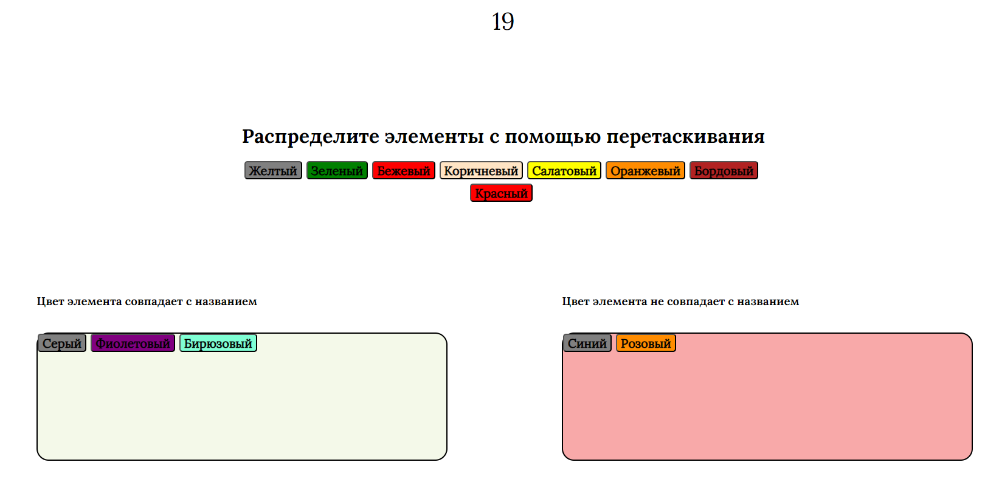 19
Распределите элементы с помощью перетаскивания
Желтый Зеленый Бежевый Коричневый Салатовый Оранжевый Бордовый
Красный
Цвет элемента совпадает с названием
Цвет элемента не совпадает с названием
Серый Фиолетовый Бирюзовый
Синий Розовый